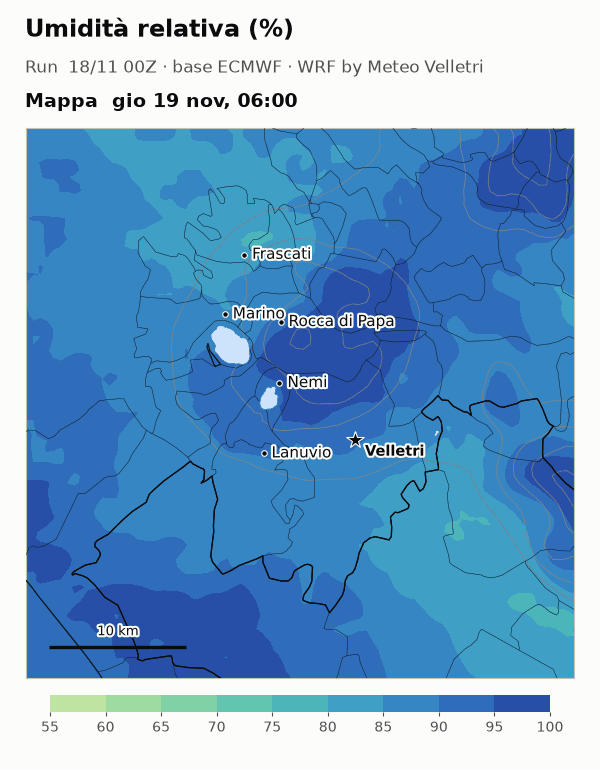 Umidità relativa (%)
Run  18/11 00Z · base ECMWF · WRF by Meteo Velletri
Mappa  gio 19 nov, 06:00
Frascati
Marino
Rocca di Papa
Nemi
Velletri
Lanuvio
10 km
55 60 65 70 75 80 85 90 95 100